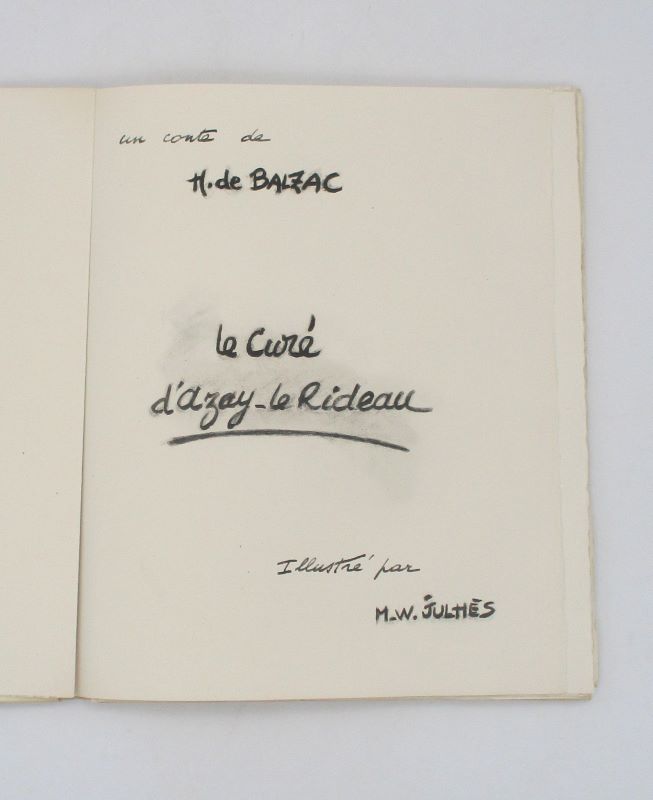 un conte de
H. de BALZAC
le Curé
d'azay-le Rideau
Illustré par
M-W. JULHÈS